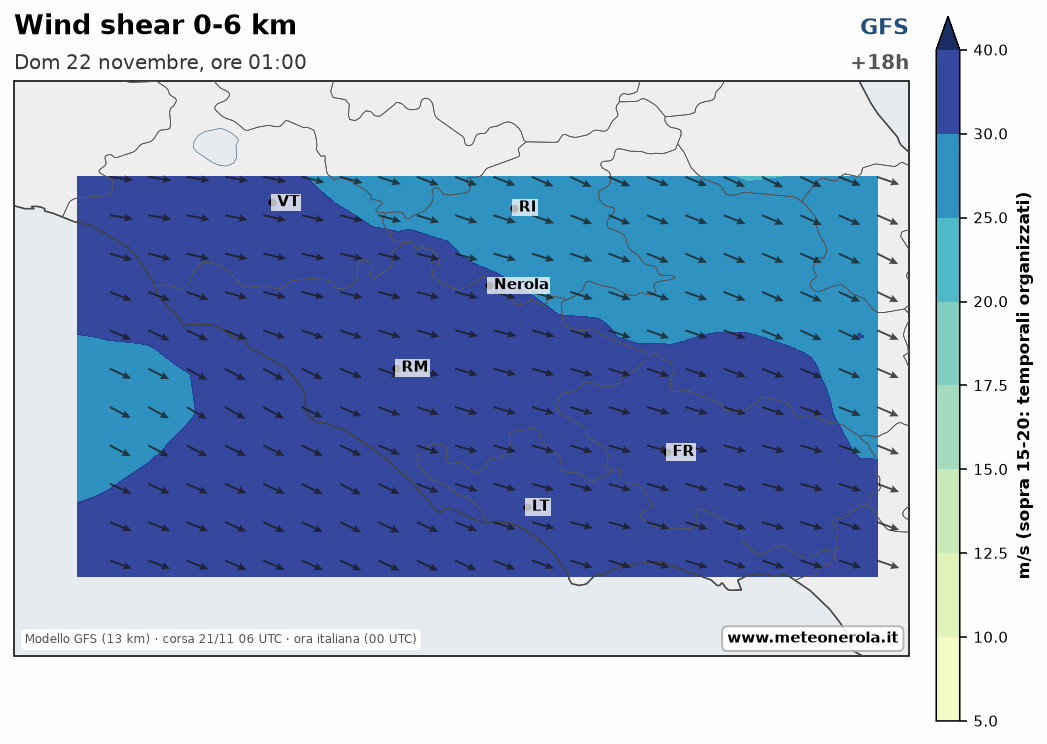 Wind shear 0-6 km
GFS
Dom 22 novembre, ore 01:00
+18h
VT
RI
Nerola
RM
FR
LT
Modello GFS (13 km) · corsa 21/11 06 UTC · ora italiana (00 UTC)
www.meteonerola.it
40.0
30.0
25.0
20.0
17.5
15.0
12.5
10.0
5.0
m/s (sopra 15-20: temporali organizzati)